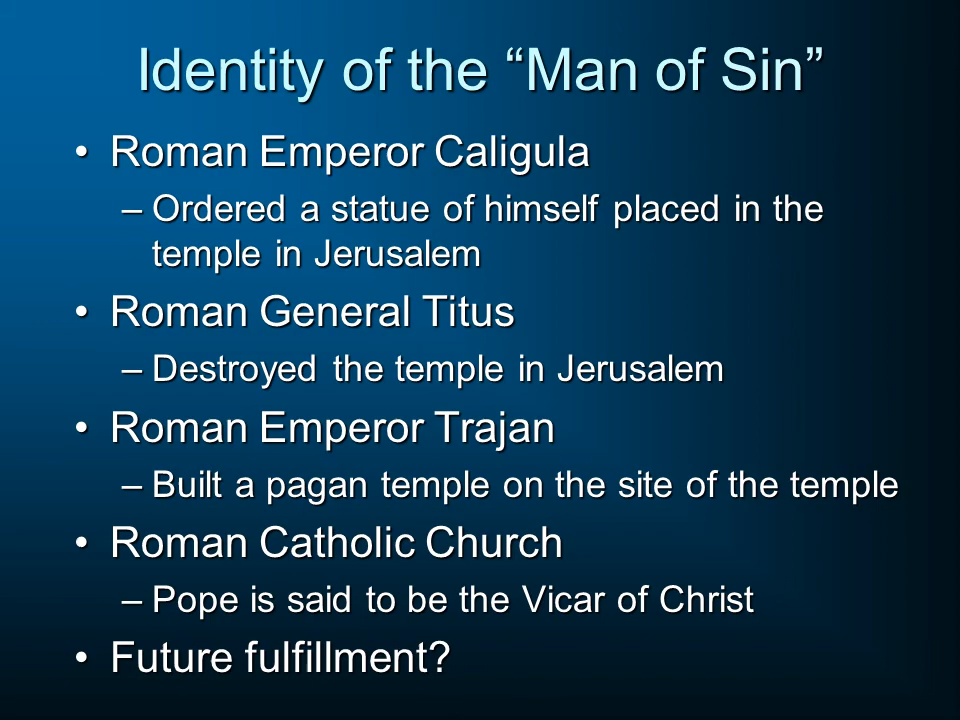 Identity of the “Man of Sin”
• Roman Emperor Caligula
– Ordered a statue of himself placed in the
temple in Jerusalem
• Roman General Titus
– Destroyed the temple in Jerusalem
• Roman Emperor Trajan
– Built a pagan temple on the site of the temple
• Roman Catholic Church
– Pope is said to be the Vicar of Christ
• Future fulfillment?